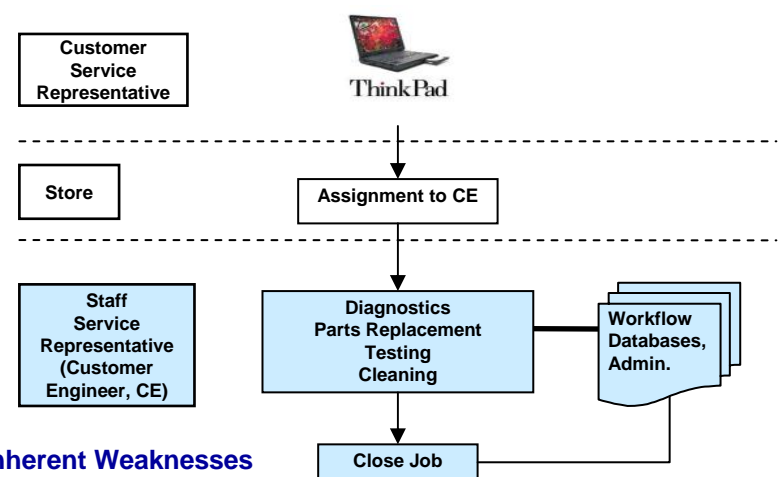 Customer
Service
Representative
ThinkPad
Store
Assignment to CE
Staff
Service
Representative
(Customer
Engineer, CE)
Diagnostics
Parts Replacement
Testing
Cleaning
Workflow
Databases,
Admin.
Close Job
nherent Weaknesses